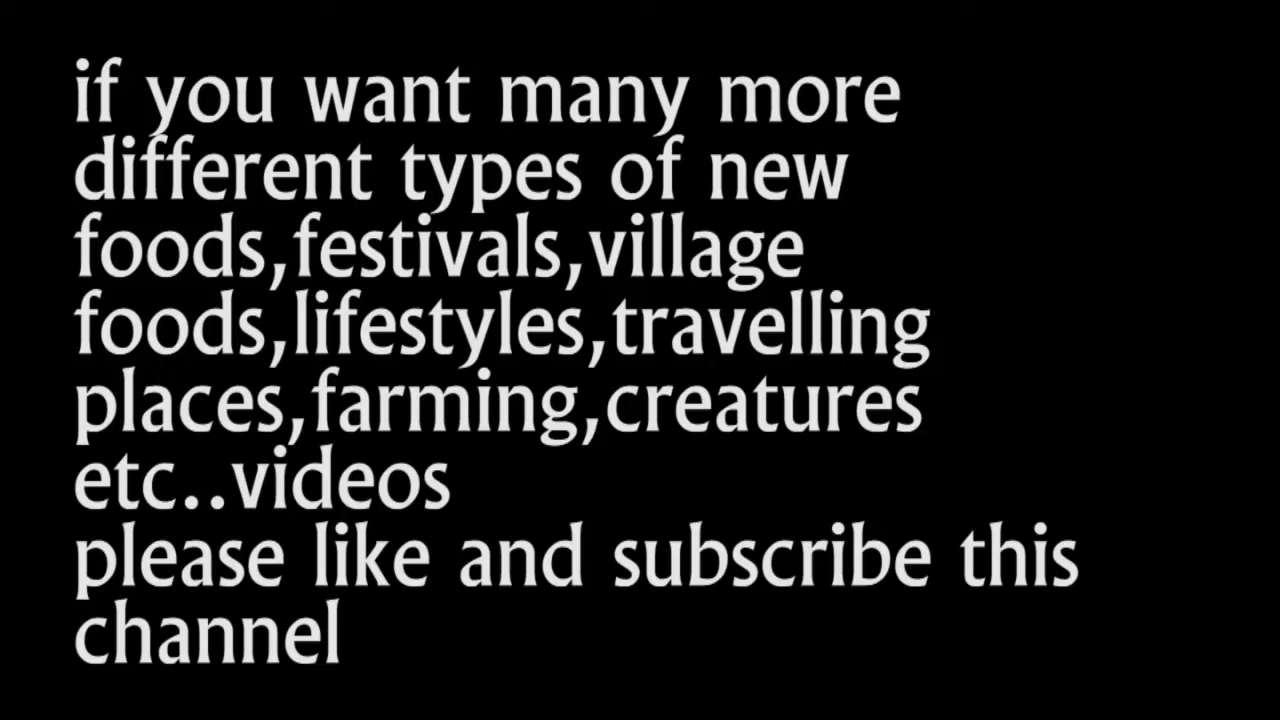 if you want many more
different types of new
foods,festivals,village
foods,lifestyles,travelling
places,farming,creatures
etc..videos
please like and subscribe this
channel